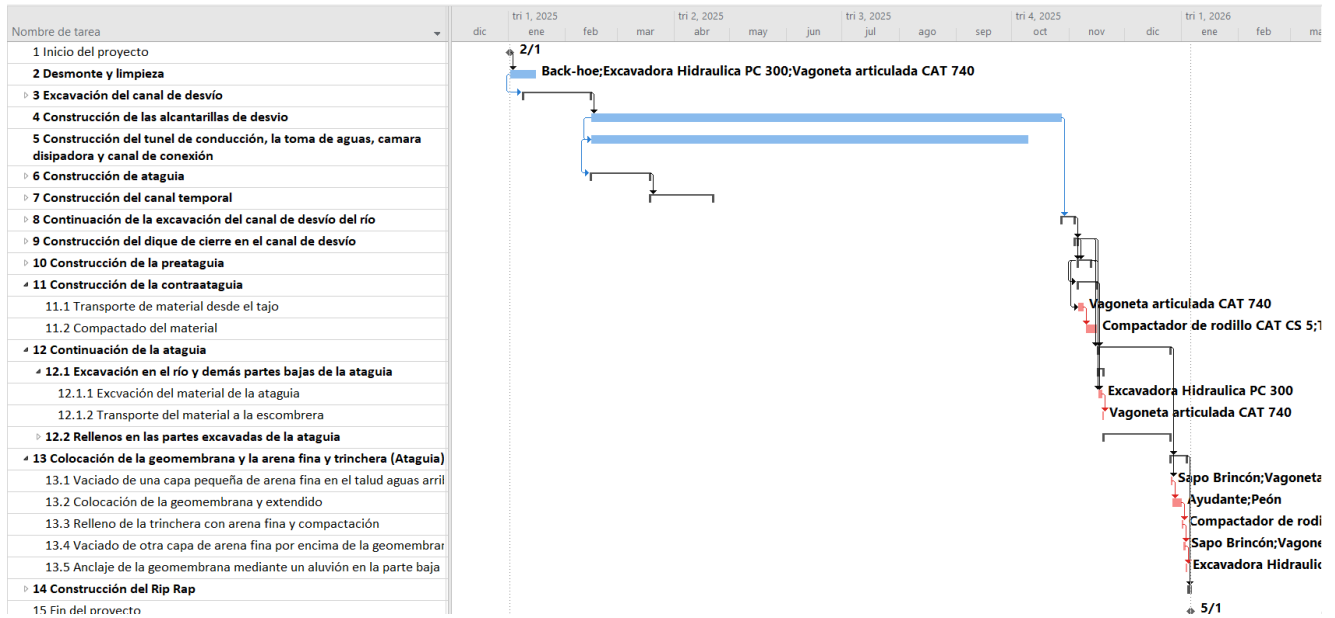 tri 1, 2025 tri 2, 2025 tri 3, 2025 tri 4, 2025 tri 1, 2026
Nombre de tarea dic ene feb mar abr may jun jul ago sep oct nov dic ene feb ma
1 Inicio del proyecto 2/1
2 Desmonte y limpieza Back-hoe;Excavadora Hidraulica PC 300;Vagoneta articulada CAT 740
3 Excavación del canal de desvío
4 Construcción de las alcantarillas de desvio
5 Construcción del tunel de conducción, la toma de aguas, camara
disipadora y canal de conexión
6 Construcción de ataguia
7 Construcción del canal temporal
8 Continuación de la excavación del canal de desvío del río
9 Construcción del dique de cierre en el canal de desvío
10 Construcción de la preataguia
11 Construcción de la contraataguia
11.1 Transporte de material desde el tajo Vagoneta articulada CAT 740
11.2 Compactado del material Compactador de rodillo CAT CS 5;T
12 Continuación de la ataguia
12.1 Excavación en el río y demás partes bajas de la ataguia
12.1.1 Excvación del material de la ataguia Excavadora Hidraulica PC 300
12.1.2 Transporte del material a la escombrera Vagoneta articulada CAT 740
12.2 Rellenos en las partes excavadas de la ataguia
13 Colocación de la geomembrana y la arena fina y trinchera (Ataguia)
13.1 Vaciado de una capa pequeña de arena fina en el talud aguas arril Sapo Brincón;Vagoneta
13.2 Colocación de la geomembrana y extendido Ayudante;Peón
13.3 Relleno de la trinchera con arena fina y compactación Compactador de rodi
13.4 Vaciado de otra capa de arena fina por encima de la geomembrar Sapo Brincón;Vagone
13.5 Anclaje de la geomembrana mediante un aluvión en la parte baja Excavadora Hidraulic
14 Construcción del Rip Rap
15 Fin del proyecto 5/1